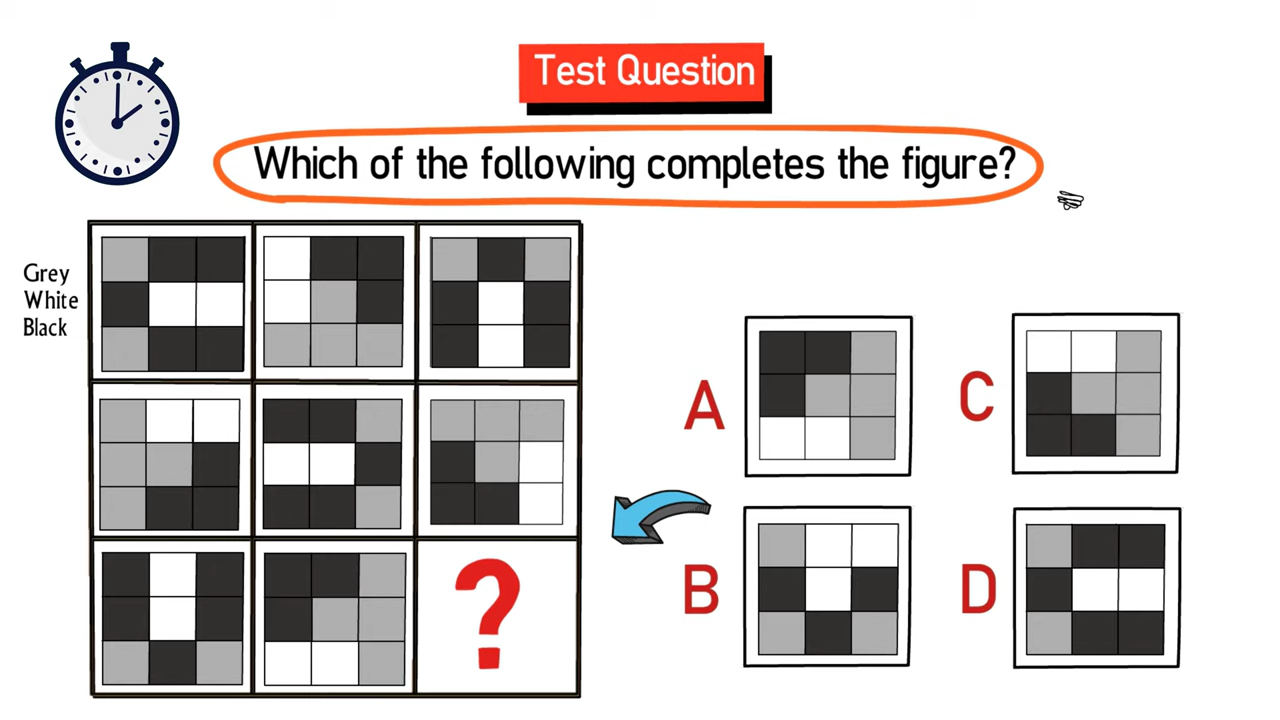 Test Question
Which of the following completes the figure?
Grey
White
Black
?
A
C
B
D